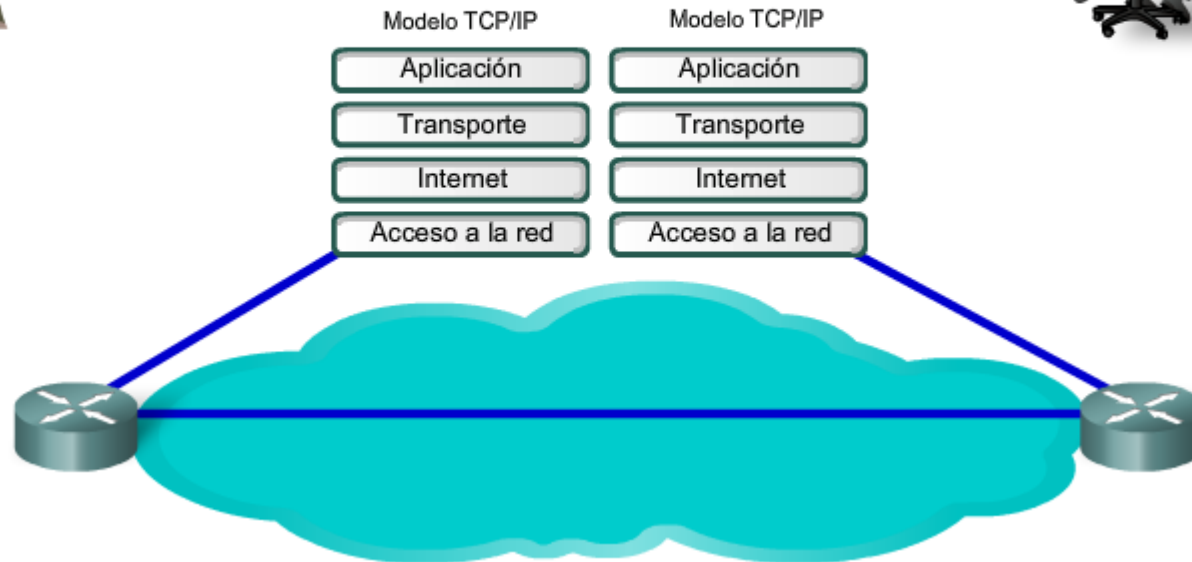 Modelo TCP/IP Modelo TCP/IP
Aplicación Aplicación
Transporte Transporte
Internet Internet
Acceso a la red Acceso a la red